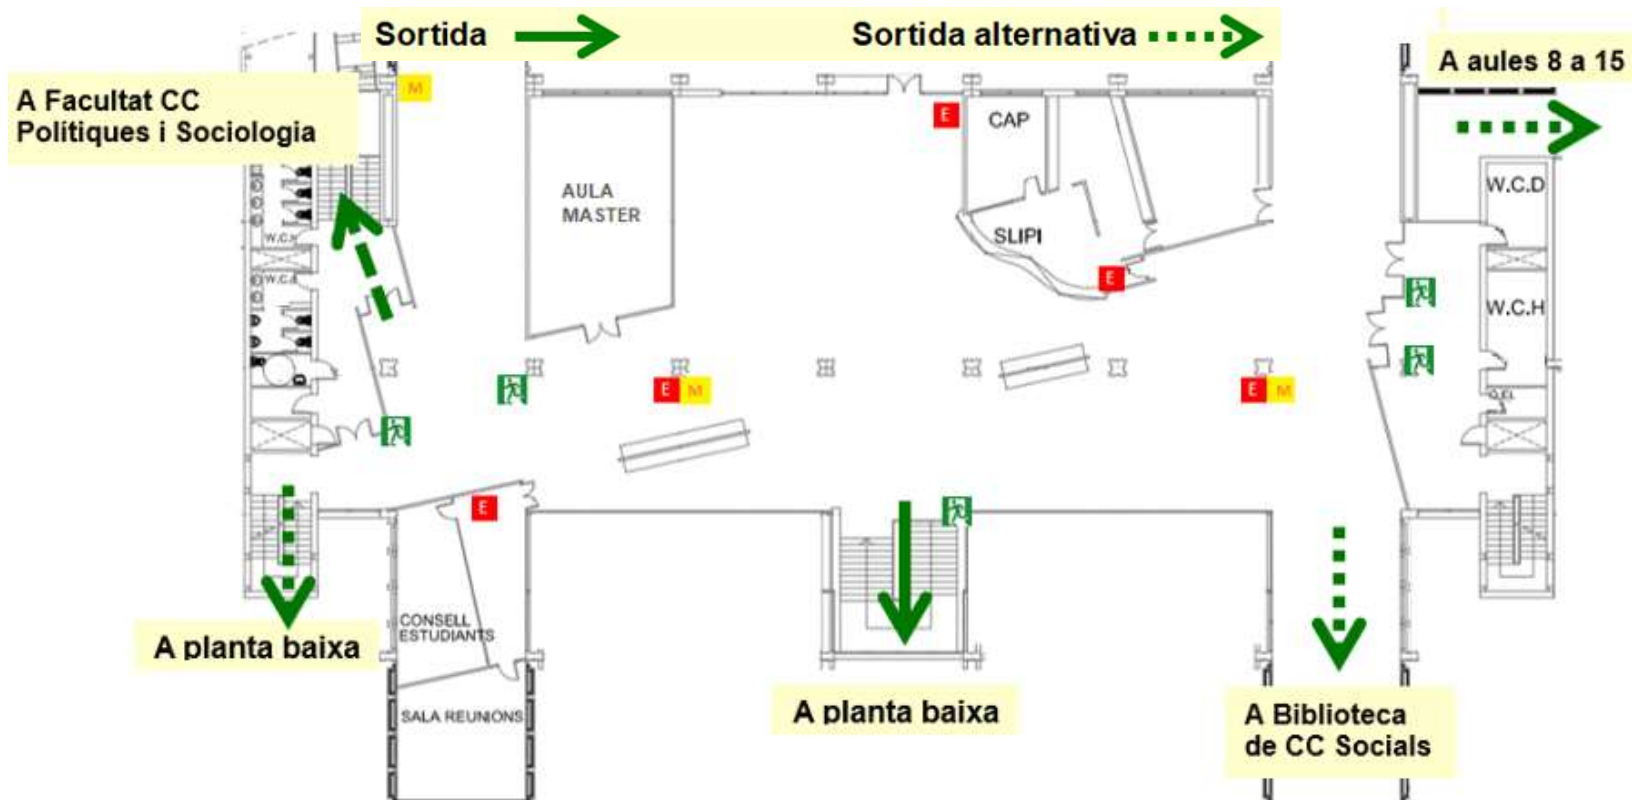 Sortida
Sortida alternativa
A aules 8 a 15
A Facultat CC
Polítiques i Sociologia
M
E
CAP
AULA
MASTER
SLIPI
E
W.C.D
W.C.H
W.C.H
E M
E M
E
CONSELL
ESTUDIANTS
A planta baixa
SALA REUNIONS
A planta baixa
A Biblioteca
de CC Socials